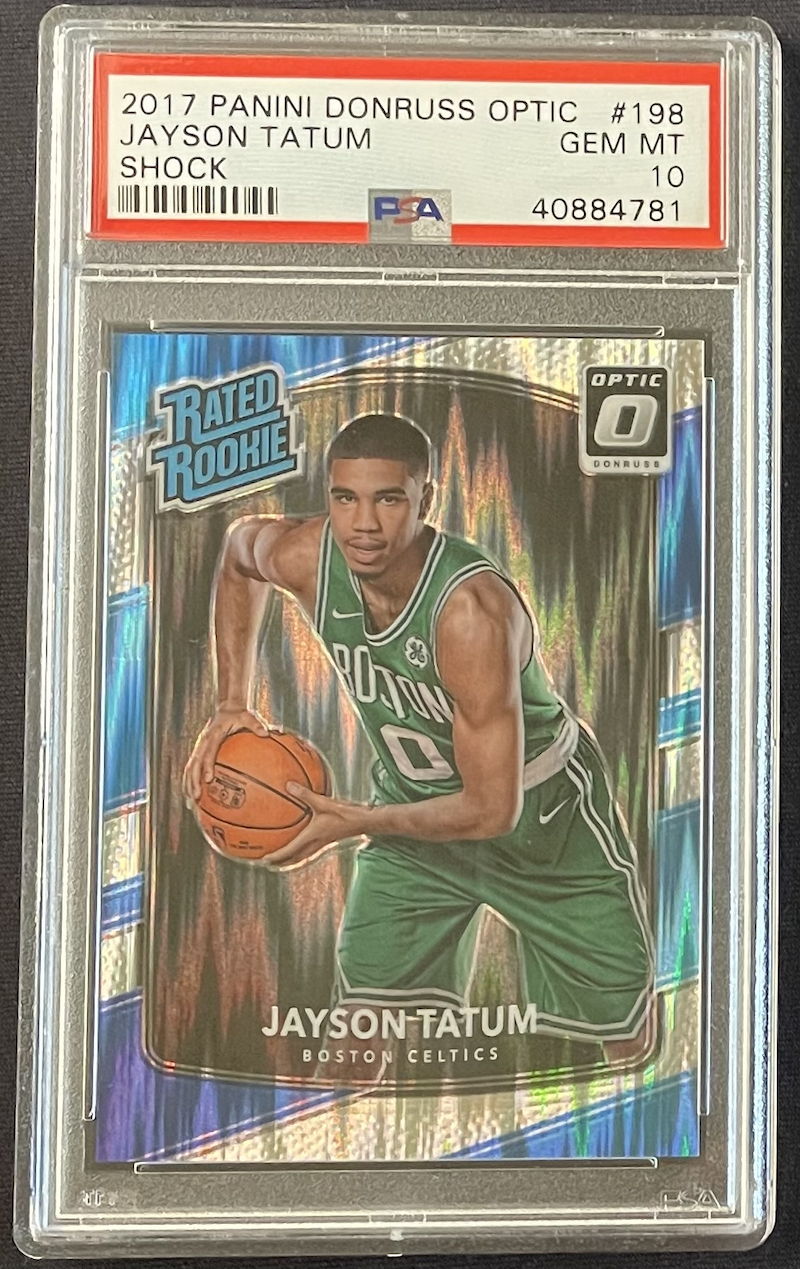 2017 PANINI DONRUSS OPTIC #198
JAYSON TATUM GEM MT
SHOCK 10
PSA 40884781
RATED
ROOKIE
OPTIC
O
DONRUSS
BOSTON
0
JAYSON TATUM
BOSTON CELTICS
PSA